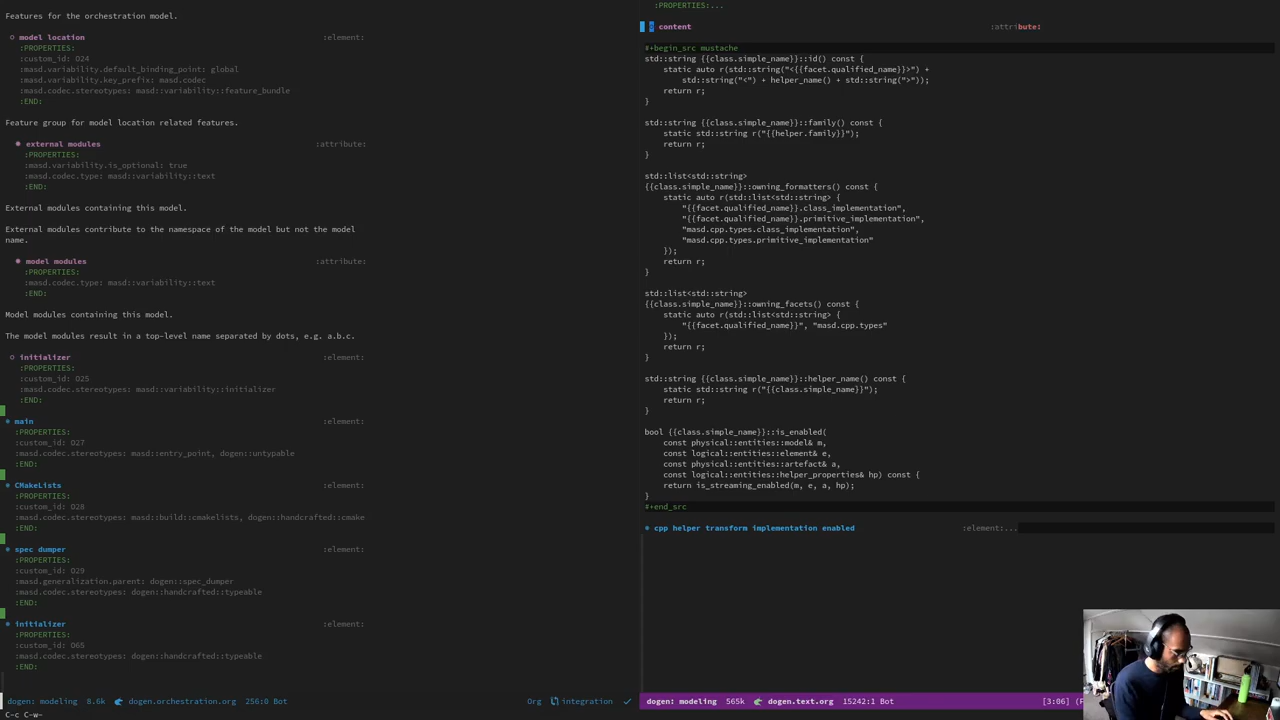 Features for the orchestration model.
model location :element:
:PROPERTIES:
:custom_id: 024
:masd.variability.default_binding_point: global
:masd.variability.key_prefix: masd.codec
:masd.codec.stereotypes: masd::variability::feature_bundle
:END:
Feature group for model location related features.
external modules :attribute:
:PROPERTIES:
:masd.variability.is_optional: true
:masd.codec.type: masd::variability::text
:END:
External modules containing this model.
External modules contribute to the namespace of the model but not the model
name.
model modules :attribute:
:PROPERTIES:
:masd.codec.type: masd::variability::text
:END:
Model modules containing this model.
The model modules result in a top-level name separated by dots, e.g. a.b.c.
initializer :element:
:PROPERTIES:
:custom_id: 025
:masd.codec.stereotypes: masd::variability::initializer
:END:
main :element:
:PROPERTIES:
:custom_id: 027
:masd.codec.stereotypes: masd::entry_point, dogen::untypable
:END:
CMakeLists :element:
:PROPERTIES:
:custom_id: 028
:masd.codec.stereotypes: masd::build::cmakelists, dogen::handcrafted::cmake
:END:
spec dumper :element:
:PROPERTIES:
:custom_id: 029
:masd.generalization.parent: dogen::spec_dumper
:masd.codec.stereotypes: dogen::handcrafted::typeable
:END:
initializer :element:
:PROPERTIES:
:custom_id: 065
:masd.codec.stereotypes: dogen::handcrafted::typeable
:END:
dogen: modeling 8.6k dogen.orchestration.org 256:0 Bot Org integration
C-c C-w-
:PROPERTIES:...
content :attribute:
#+begin_src mustache
std::string {{class.simple_name}}::id() const {
static auto r(std::string("<{{facet.qualified_name}}>") +
std::string("<") + helper_name() + std::string(">"));
return r;
}
std::string {{class.simple_name}}::family() const {
static std::string r("{{helper.family}}");
return r;
}
std::list<std::string>
{{class.simple_name}}::owning_formatters() const {
static auto r(std::list<std::string> {
"{{facet.qualified_name}}.class_implementation",
"{{facet.qualified_name}}.primitive_implementation",
"masd.cpp.types.class_implementation",
"masd.cpp.types.primitive_implementation"
});
return r;
}
std::list<std::string>
{{class.simple_name}}::owning_facets() const {
static auto r(std::list<std::string> {
"{{facet.qualified_name}}", "masd.cpp.types"
});
return r;
}
std::string {{class.simple_name}}::helper_name() const {
static std::string r("{{class.simple_name}}");
return r;
}
bool {{class.simple_name}}::is_enabled(
const physical::entities::model& m,
const logical::entities::element& e,
const physical::entities::artefact& a,
const logical::entities::helper_properties& hp) const {
return is_streaming_enabled(m, e, a, hp);
}
#+end_src
cpp helper transform implementation enabled :element:...
dogen: modeling 565k dogen.text.org 15242:1 Bot [3:06]